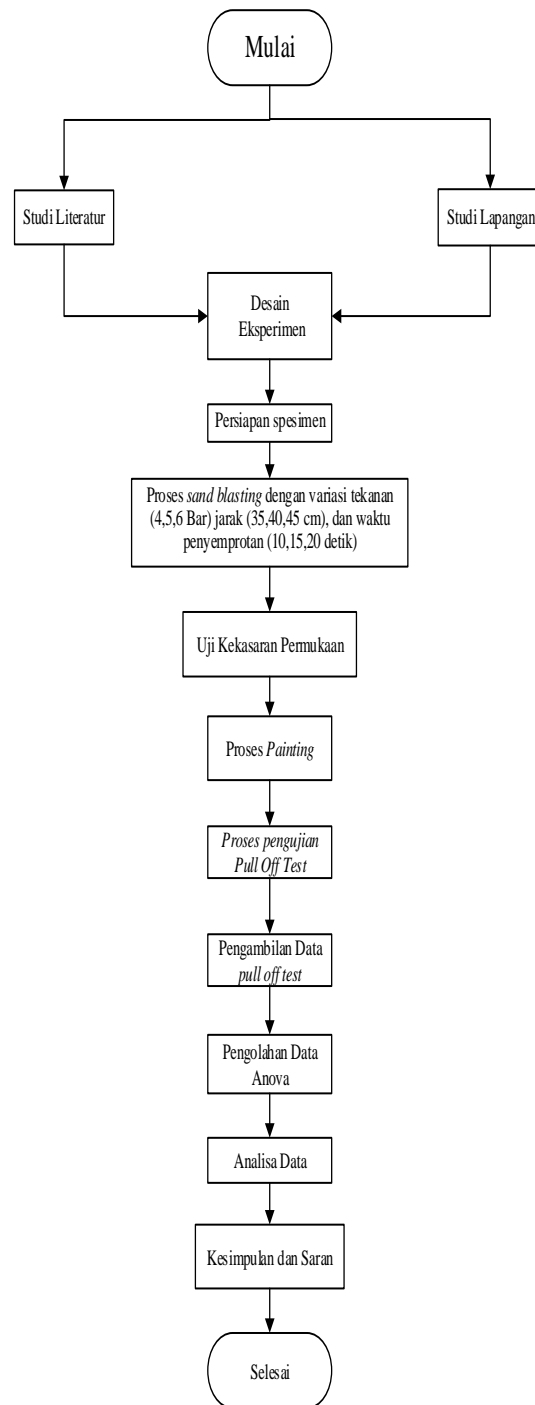 Mulai
Studi Literatur
Studi Lapangan
Desain
Eksperimen
Persiapan spesimen
Proses sand blasting dengan variasi tekanan
(4,5,6 Bar) jarak (35,40,45 cm), dan waktu
penyemprotan (10,15,20 detik)
Uji Kekasaran Permukaan
Proses Painting
Proses pengujian
Pull Off Test
Pengambilan Data
pull off test
Pengolahan Data
Anova
Analisa Data
Kesimpulan dan Saran
Selesai